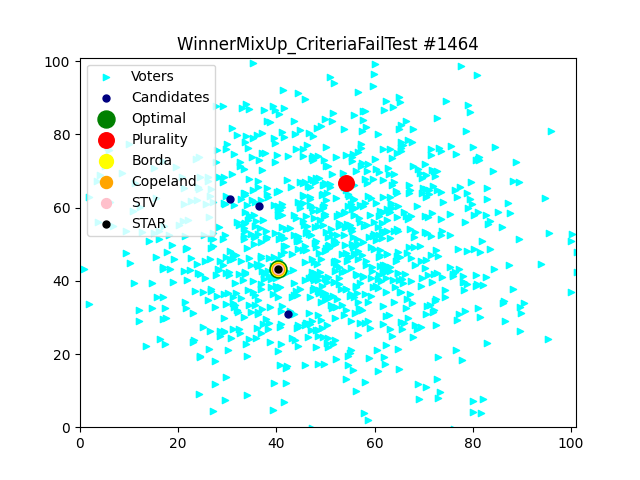 WinnerMixUp_CriteriaFailTest #1464
100
80
60
40
20
0
Voters
Candidates
Optimal
Plurality
Borda
Copeland
STV
STAR
0 20 40 60 80 100